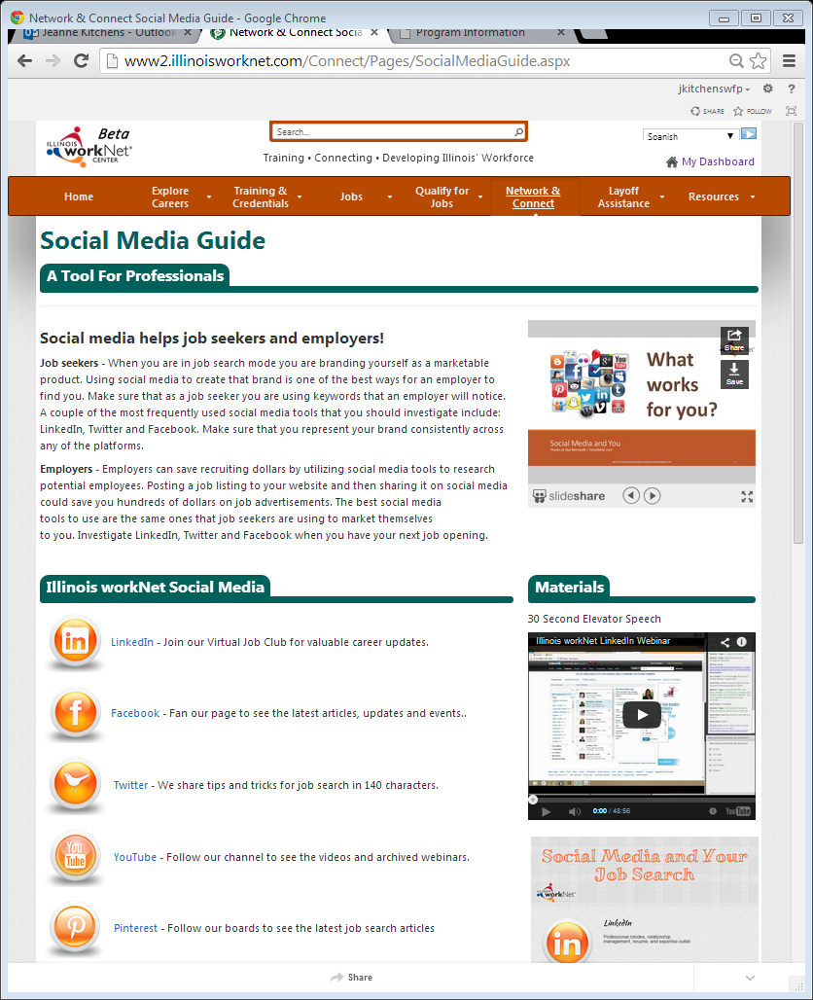 Network & Connect Social Media Guide - Google Chrome
Jeanne Kitchens - Outlook
Network & Connect Socia
Program Information
www2.illinoisworknet.com/Connect/Pages/SocialMediaGuide.aspx
jkitchenswfp
SHARE FOLLOW
Beta
ILLINOIS workNet CENTER
Search...
Training • Connecting • Developing Illinois' Workforce
Spanish
My Dashboard
Home
Explore Careers
Training & Credentials
Jobs
Qualify for Jobs
Network & Connect
Layoff Assistance
Resources
Social Media Guide
A Tool For Professionals
Social media helps job seekers and employers!
Job seekers - When you are in job search mode you are branding yourself as a marketable
product. Using social media to create that brand is one of the best ways for an employer to
find you. Make sure that as a job seeker you are using keywords that an employer will notice.
A couple of the most frequently used social media tools that you should investigate include:
LinkedIn, Twitter and Facebook. Make sure that you represent your brand consistently across
any of the platforms.
Employers - Employers can save recruiting dollars by utilizing social media tools to research
potential employees. Posting a job listing to your website and then sharing it on social media
could save you hundreds of dollars on job advertisements. The best social media
tools to use are the same ones that job seekers are using to market themselves
to you. Investigate LinkedIn, Twitter and Facebook when you have your next job opening.
What
works
for you?
Share
Save
Social Media and You
slideshare
Illinois workNet Social Media
LinkedIn - Join our Virtual Job Club for valuable career updates.
Facebook - Fan our page to see the latest articles, updates and events..
Twitter - We share tips and tricks for job search in 140 characters.
You Tube
YouTube - Follow our channel to see the videos and archived webinars.
Pinterest - Follow our boards to see the latest job search articles
Materials
30 Second Elevator Speech
Illinois workNet LinkedIn Webinar
0:00 / 48:56
YouTube
Social Media and Your
Job Search
workNet
LinkedIn
Professional rolodex, relationship
management, resume, and expertise outlet
Share